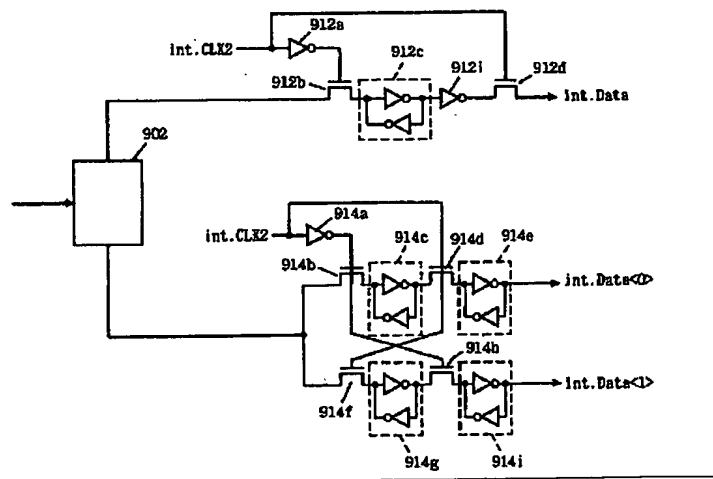 912a
int.CLK2
912c
912i
912b
912d
int.Data
902
914a
int.CLK2
914c
914d
914e
914b
int.Data<0>
914h
914f
int.Data<1>
914g
914i